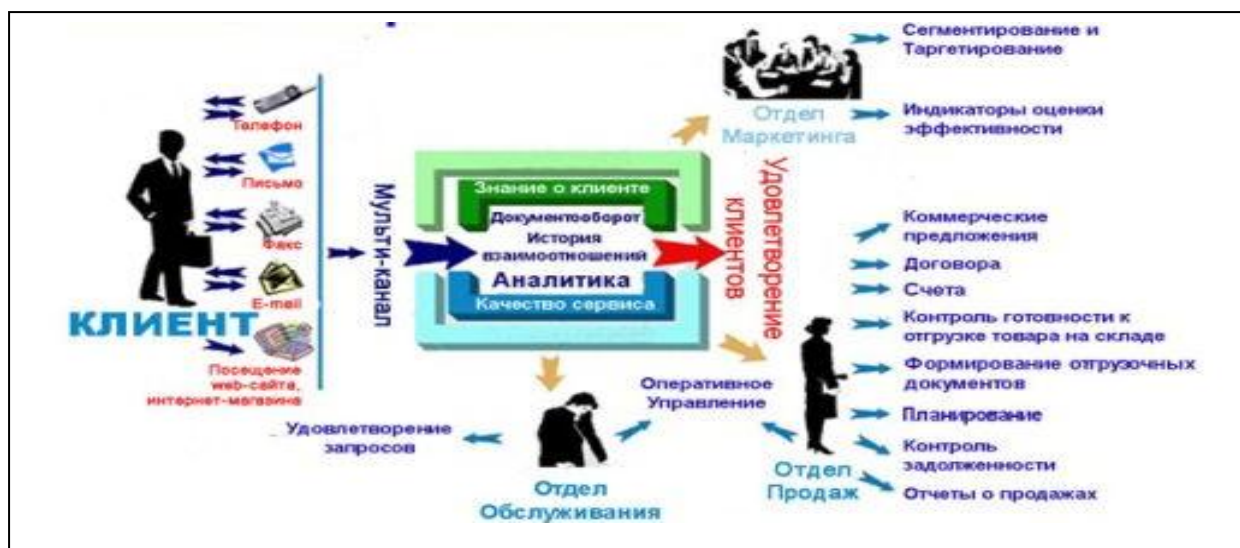 Телефон
Письмо
Факс
E-mail
КЛИЕНТ
Посещение
web-сайта,
интернет-магазина
Мульти-канал
Знание о клиенте
Документооборот
История
взаимоотношений
Аналитика
Качество сервиса
Удовлетворение
клиентов
Отдел
Маркетинга
Сегментирование и
Таргетирование
Индикаторы оценки
эффективности
Коммерческие
предложения
Договора
Счета
Контроль готовности к
отгрузке товара на складе
Формирование отгрузочных
документов
Планирование
Контроль
задолженности
Отчеты о продажах
Отдел
Продаж
Оперативное
Управление
Удовлетворение
запросов
Отдел
Обслуживания